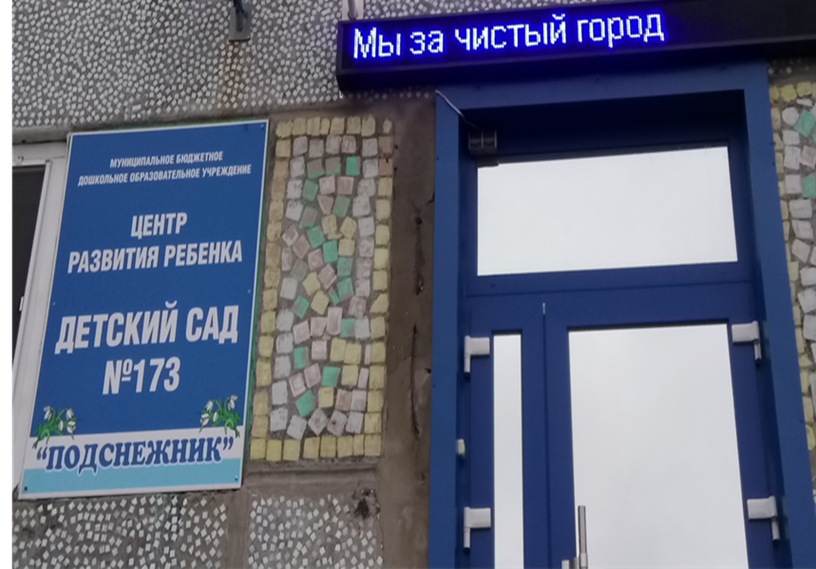 Мы за чистый город
МУНИЦИПАЛЬНОЕ БЮДЖЕТНОЕ
ДОШКОЛЬНОЕ ОБРАЗОВАТЕЛЬНОЕ УЧРЕЖДЕНИЕ
ЦЕНТР
РАЗВИТИЯ РЕБЕНКА
ДЕТСКИЙ САД
№173
"ПОДСНЕЖНИК"